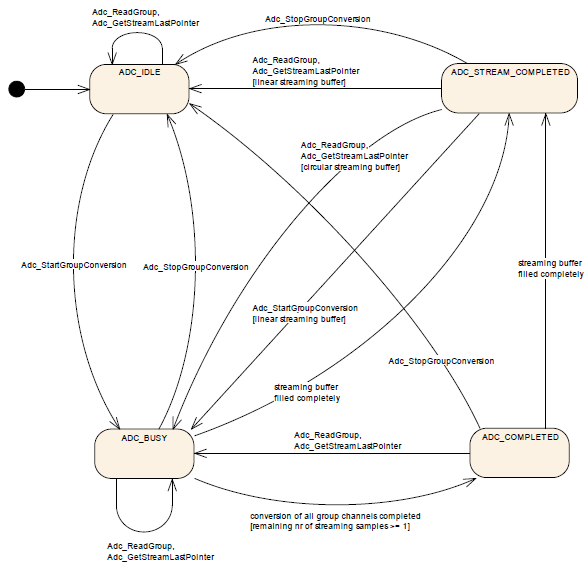 Adc_ReadGroup,
Adc_GetStreamLastPointer
Adc_StopGroupConversion
ADC_IDLE
Adc_ReadGroup,
Adc_GetStreamLastPointer
[linear streaming buffer]
ADC_STREAM_COMPLETED
Adc_ReadGroup,
Adc_GetStreamLastPointer
[circular streaming buffer]
Adc_StartGroupConversion
Adc_StopGroupConversion
streaming buffer
filled completely
Adc_StartGroupConversion
[linear streaming buffer]
Adc_StopGroupConversion
streaming buffer
filled completely
ADC_BUSY
Adc_ReadGroup,
Adc_GetStreamLastPointer
ADC_COMPLETED
conversion of all group channels completed
[remaining nr of streaming samples >= 1]
Adc_ReadGroup,
Adc_GetStreamLastPointer